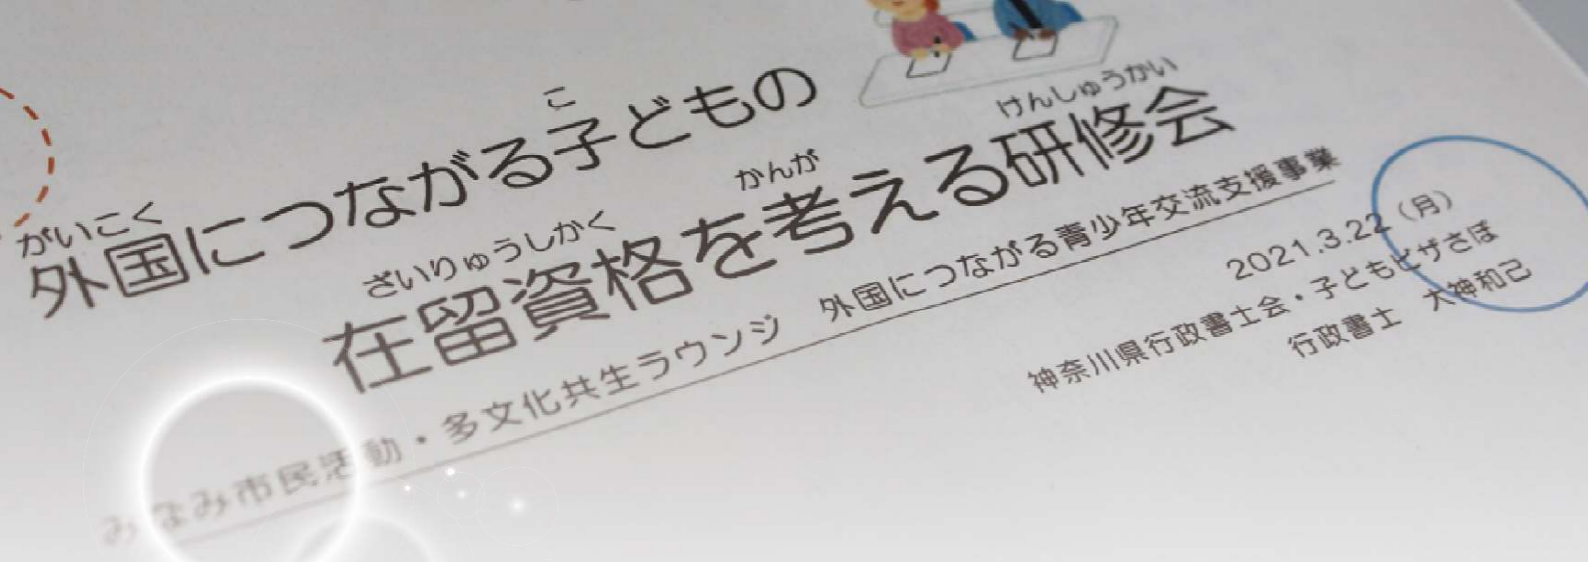 こ
外国につながる子どもの
がいこく
けんしゅうかい
かんが
ざいりゅうしかく
在留資格を考える研修会
みなみ市民活動・多文化共生ラウンジ 外国につながる青少年交流支援事業
2021.3.22（月）
神奈川県行政書士会・子どもビザさぽ
行政書士 大神和己